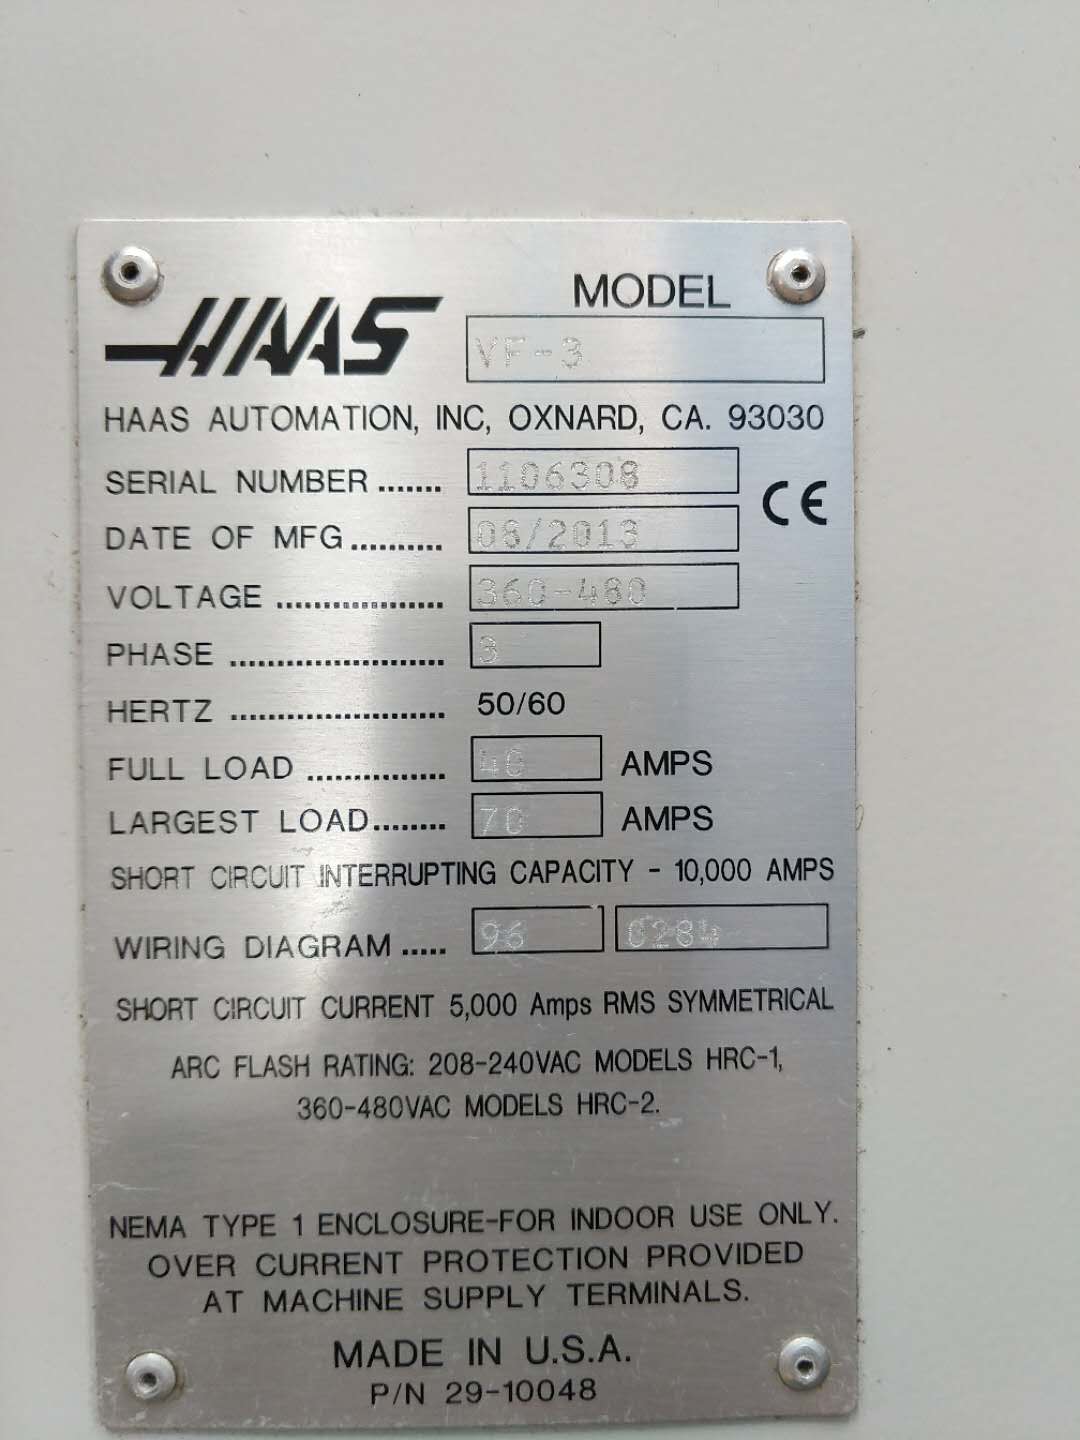 MODEL
HAAS VF-3
HAAS AUTOMATION, INC, OXNARD, CA. 93030
SERIAL NUMBER ....... 1106308
DATE OF MFG .......... 06/2013
CE
VOLTAGE .................. 360-480
PHASE ....................... 3
HERTZ ....................... 50/60
FULL LOAD ............... 40 AMPS
LARGEST LOAD........ 70 AMPS
SHORT CIRCUIT INTERRUPTING CAPACITY - 10,000 AMPS
WIRING DIAGRAM ..... 96 0284
SHORT CIRCUIT CURRENT 5,000 Amps RMS SYMMETRICAL
ARC FLASH RATING: 208-240VAC MODELS HRC-1,
360-480VAC MODELS HRC-2.
NEMA TYPE 1 ENCLOSURE-FOR INDOOR USE ONLY.
OVER CURRENT PROTECTION PROVIDED
AT MACHINE SUPPLY TERMINALS.
MADE IN U.S.A.
P/N 29-10048